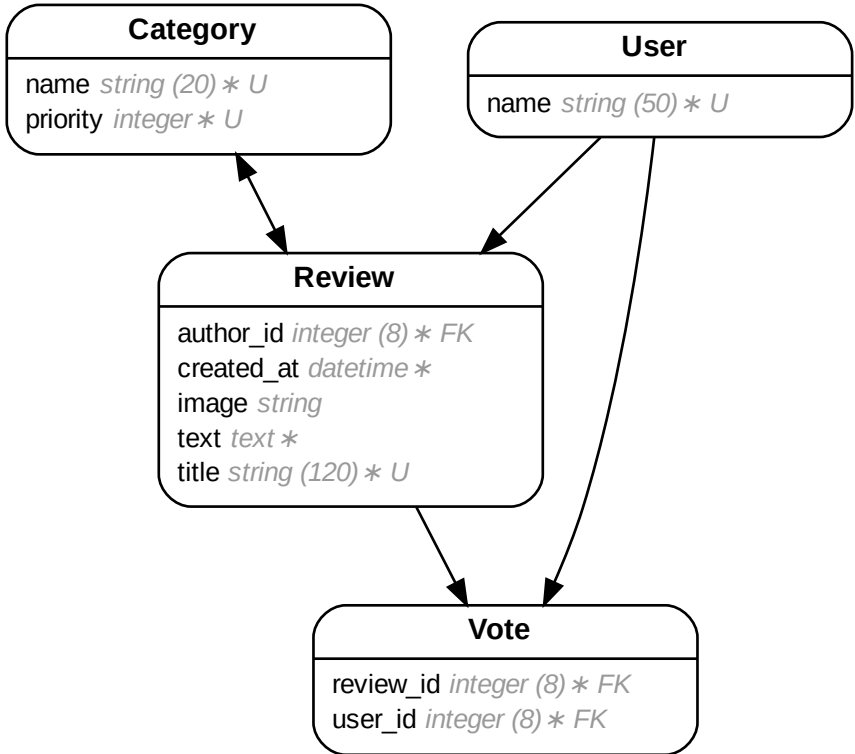 Category
name string (20) ∗ U
priority integer ∗ U
User
name string (50) ∗ U
Review
author_id integer (8) ∗ FK
created_at datetime ∗
image string
text text ∗
title string (120) ∗ U
Vote
review_id integer (8) ∗ FK
user_id integer (8) ∗ FK